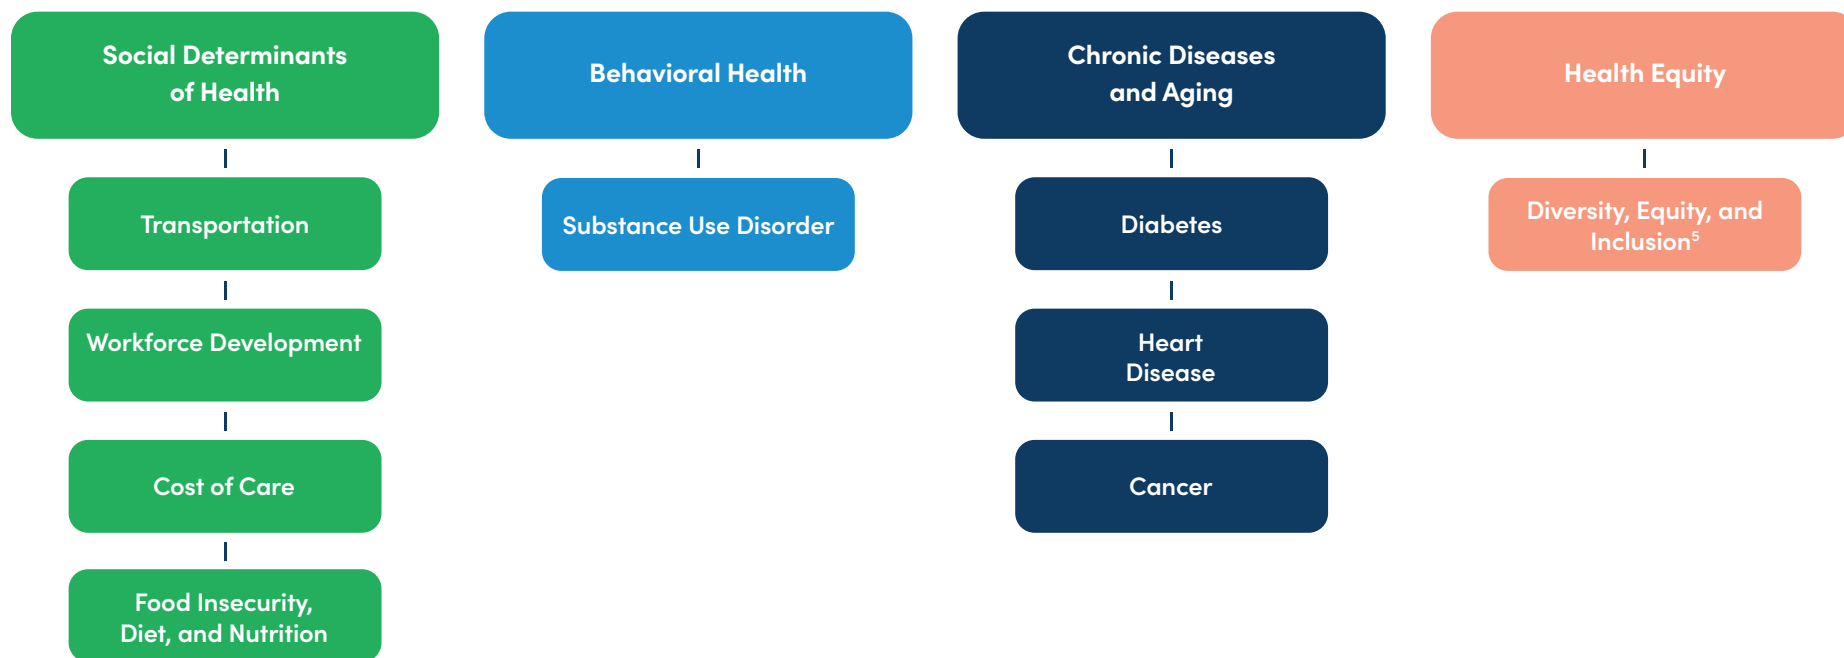 Social Determinants
of Health
Transportation
Workforce Development
Cost of Care
Food Insecurity,
Diet, and Nutrition
Behavioral Health
Substance Use Disorder
Chronic Diseases
and Aging
Diabetes
Heart
Disease
Cancer
Health Equity
Diversity, Equity, and
Inclusion⁵